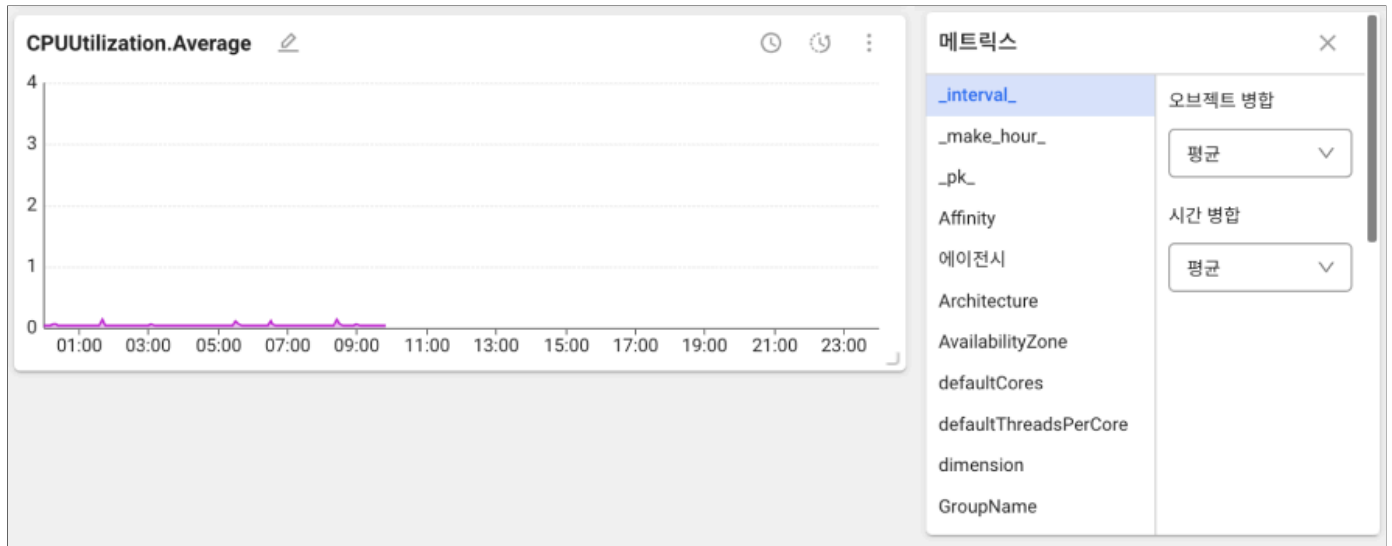 CPUUtilization.Average
4
3
2
1
0
01:00 03:00 05:00 07:00 09:00 11:00 13:00 15:00 17:00 19:00 21:00 23:00
메트릭스
_interval_
_make_hour_
_pk_
Affinity
에이전시
Architecture
AvailabilityZone
defaultCores
defaultThreadsPerCore
dimension
GroupName
오브젝트 병합
평균
시간 병합
평균